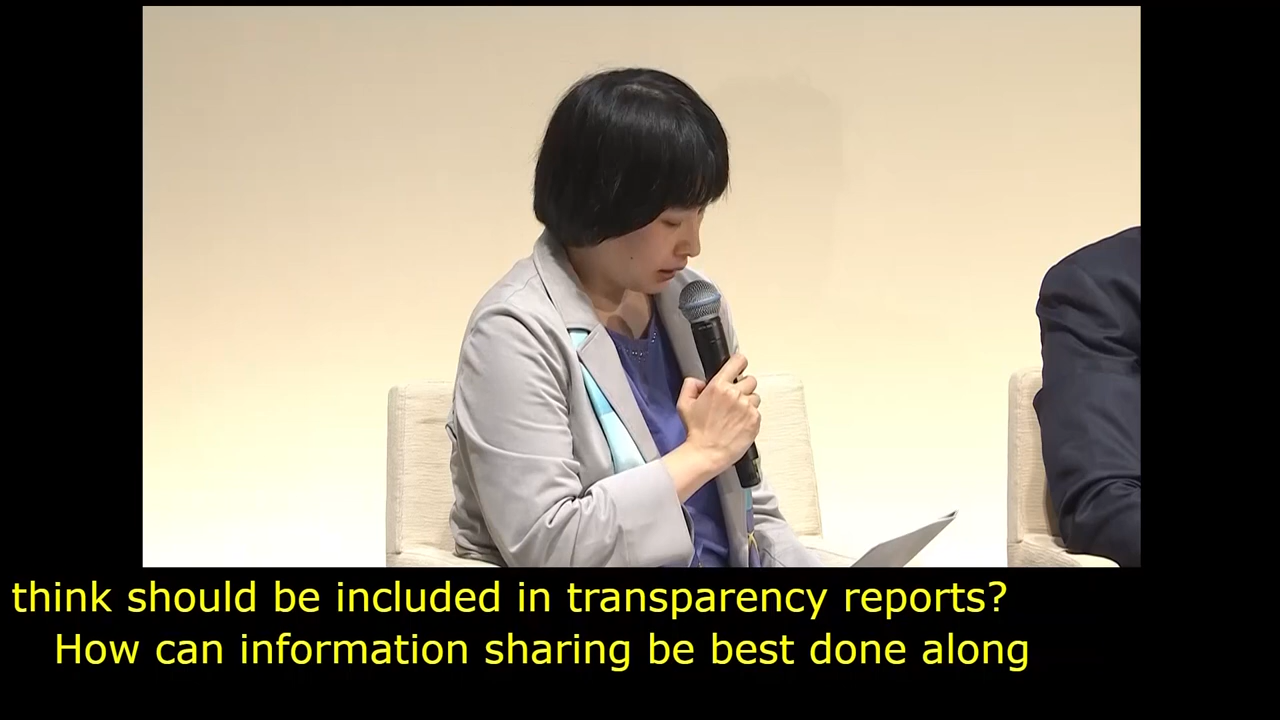 think should be included in transparency reports?
How can information sharing be best done along